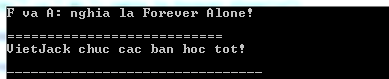 F va A: nghia la Forever Alone!
===========================
VietJack chuc cac ban hoc tot!
--------------------------------